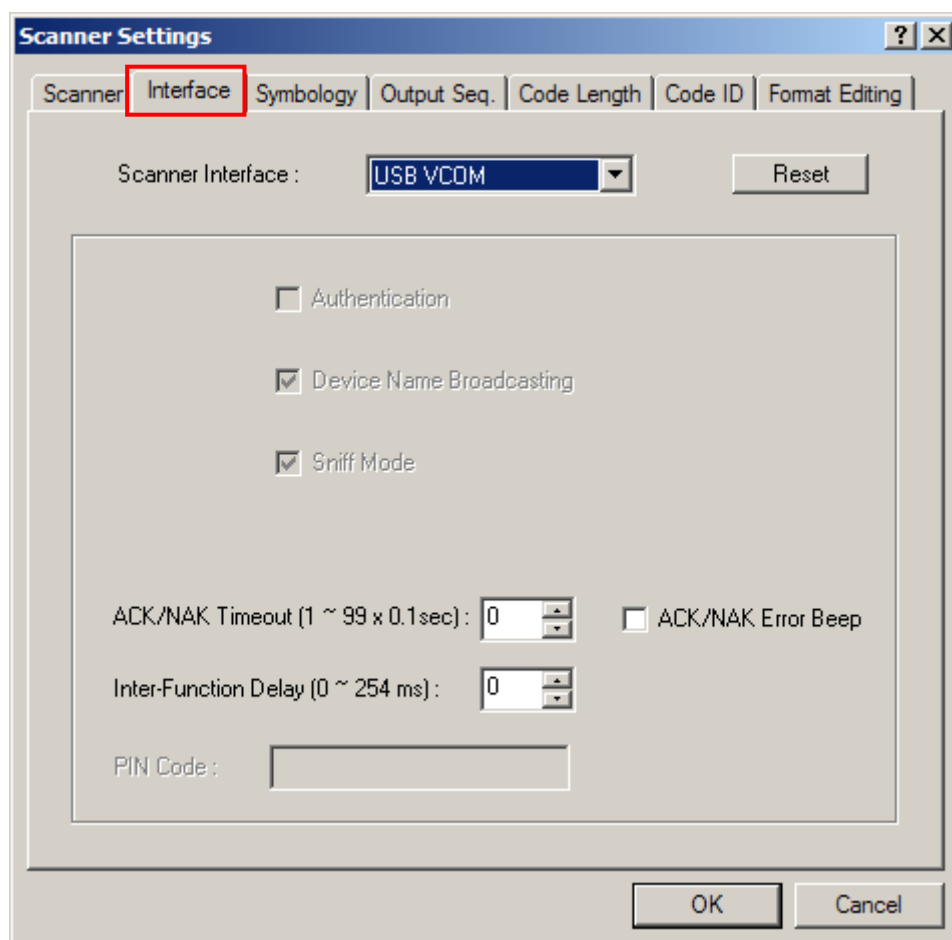 Scanner Settings
Scanner Interface Symbology Output Seq. Code Length Code ID Format Editing
Scanner Interface : USB VCOM Reset
Authentication
Device Name Broadcasting
Sniff Mode
ACK/NAK Timeout (1 ~ 99 x 0.1sec) : 0 ACK/NAK Error Beep
Inter-Function Delay (0 ~ 254 ms) : 0
PIN Code :
OK Cancel